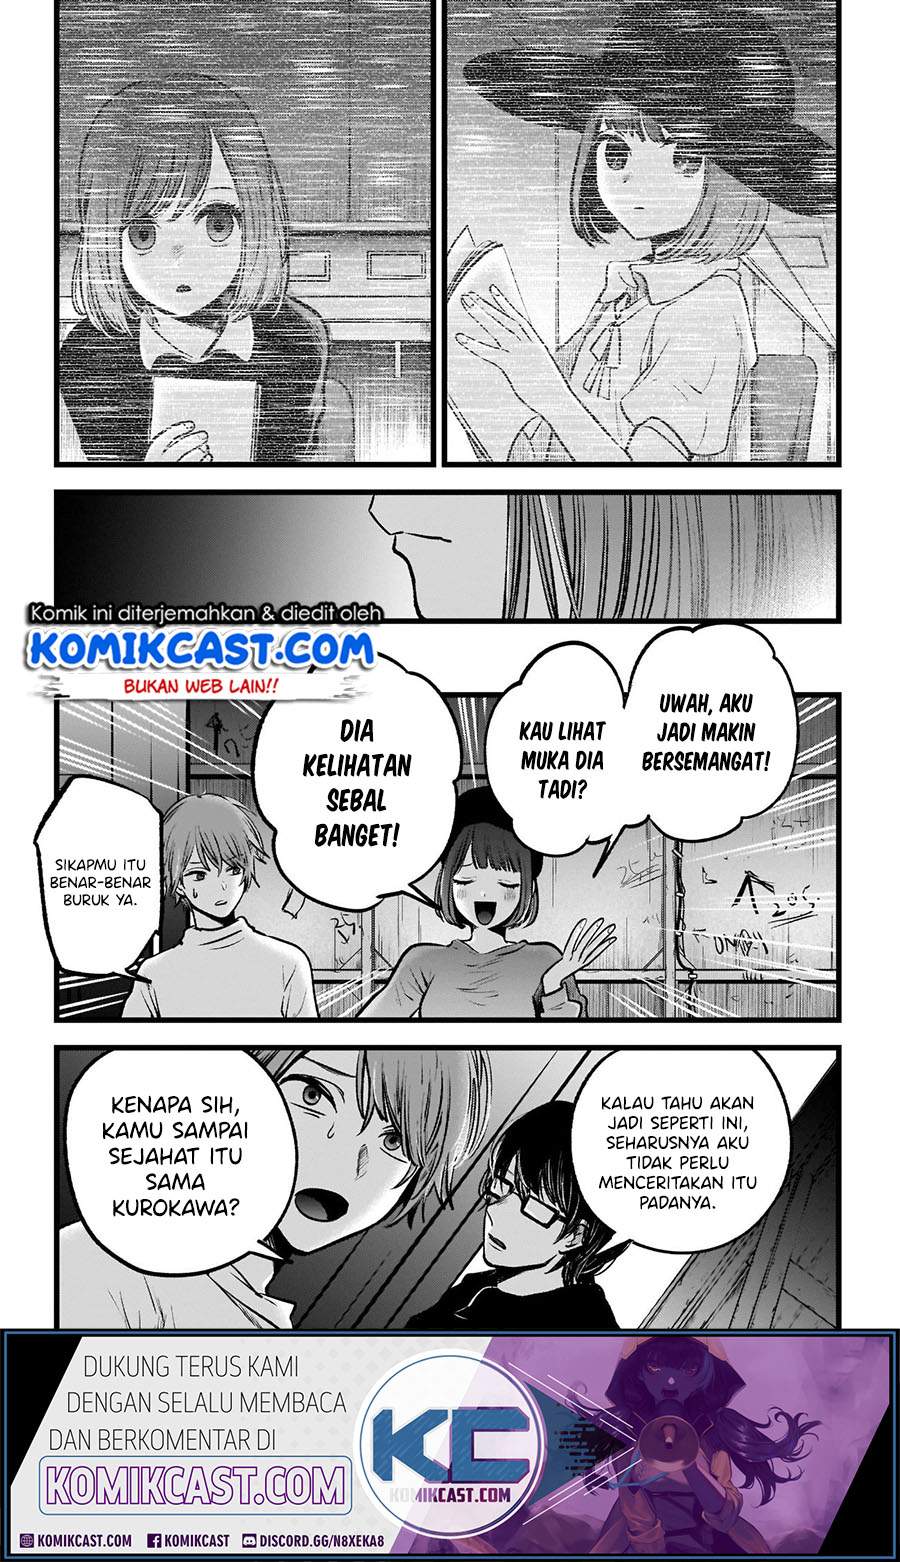 Komik ini diterjemahkan & diedit oleh
KOMIKCAST.COM
BUKAN WEB LAIN!!
UWAH, AKU
JADI MAKIN
BERSEMANGAT!
KAU LIHAT
MUKA DIA
TADI?
DIA
KELIHATAN
SEBAL
BANGET!
SIKAPMU ITU
BENAR-BENAR
BURUK YA.
KALAU TAHU AKAN
JADI SEPERTI INI,
SEHARUSNYA AKU
TIDAK PERLU
MENCERITAKAN ITU
PADANYA.
KENAPA SIH,
KAMU SAMPAI
SEJAHAT ITU
SAMA
KUROKAWA?
DUKUNG TERUS KAMI
DENGAN SELALU MEMBACA
DAN BERKOMENTAR DI
KOMIKCAST.COM
KC
KOMIKCAST.COM
KOMIKCAST.COM
KOMIKCAST
DISCORD.GG/N8XEKA8